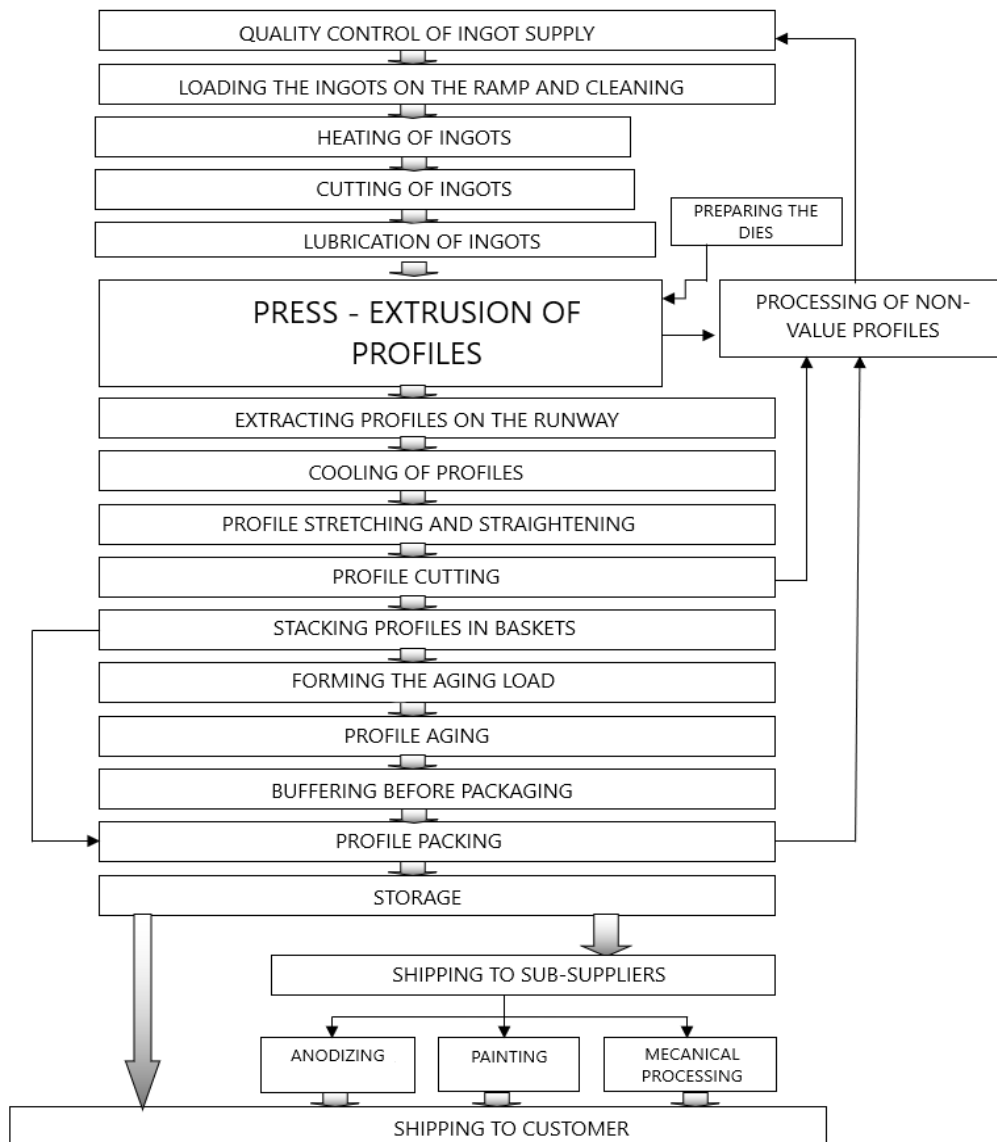 QUALITY CONTROL OF INGOT SUPPLY
LOADING THE INGOTS ON THE RAMP AND CLEANING
HEATING OF INGOTS
CUTTING OF INGOTS
PREPARING THE
DIES
LUBRICATION OF INGOTS
PRESS - EXTRUSION OF
PROFILES
PROCESSING OF NON-
VALUE PROFILES
EXTRACTING PROFILES ON THE RUNWAY
COOLING OF PROFILES
PROFILE STRETCHING AND STRAIGHTENING
PROFILE CUTTING
STACKING PROFILES IN BASKETS
FORMING THE AGING LOAD
PROFILE AGING
BUFFERING BEFORE PACKAGING
PROFILE PACKING
STORAGE
SHIPPING TO SUB-SUPPLIERS
ANODIZING
PAINTING
MECANICAL
PROCESSING
SHIPPING TO CUSTOMER